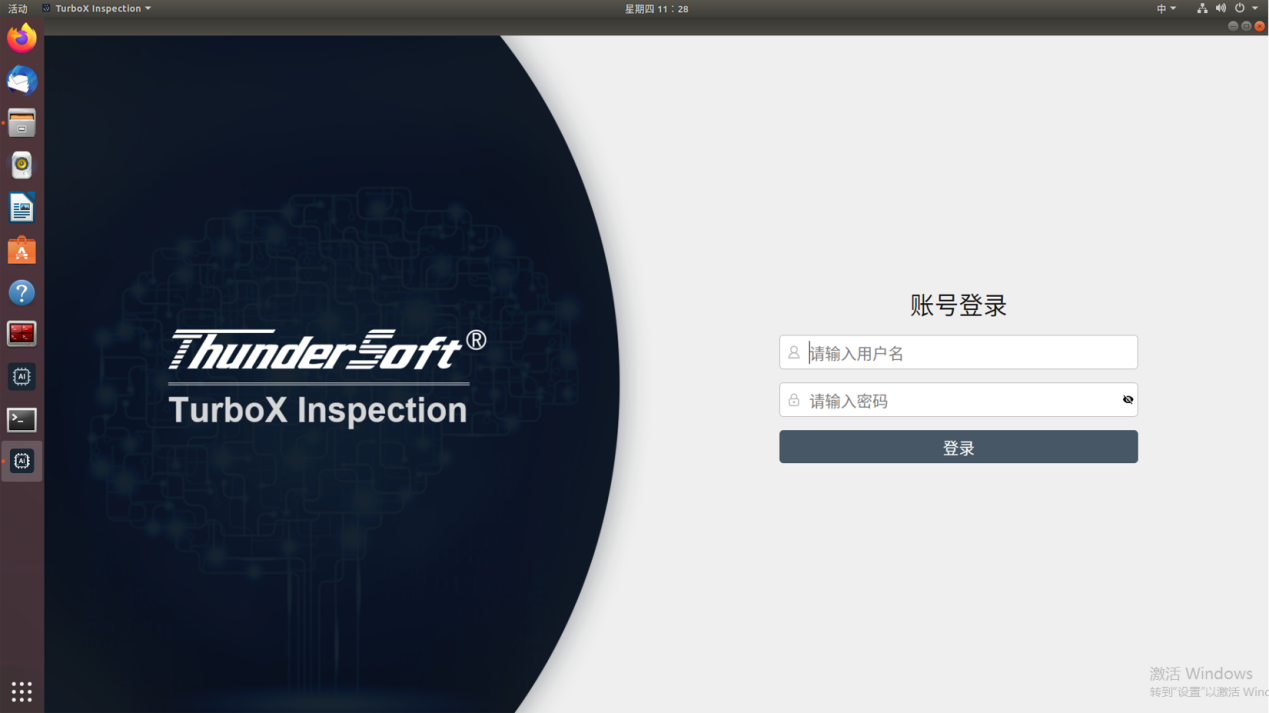 活动 TurboX Inspection 星期四 11：28 中
ThunderSoft®
TurboX Inspection
账号登录
请输入用户名
请输入密码
登录
激活 Windows
转到"设置"以激活 Wind